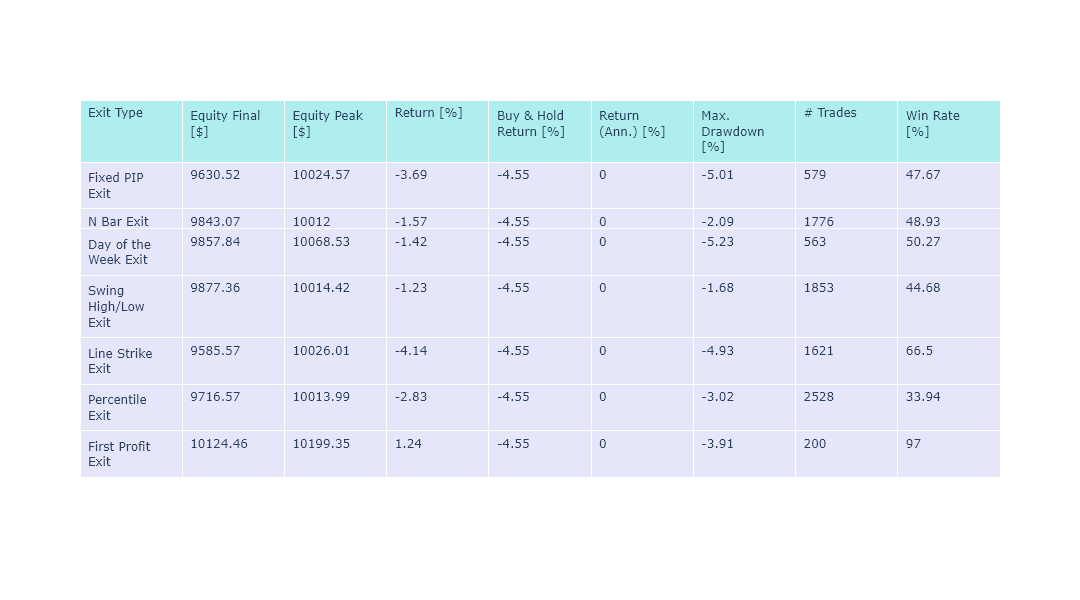 Exit Type Equity Final [$] Equity Peak [$] Return [%] Buy & Hold Return [%] Return (Ann.) [%] Max. Drawdown [%] # Trades Win Rate [%]
Fixed PIP Exit 9630.52 10024.57 -3.69 -4.55 0 -5.01 579 47.67
N Bar Exit 9843.07 10012 -1.57 -4.55 0 -2.09 1776 48.93
Day of the Week Exit 9857.84 10068.53 -1.42 -4.55 0 -5.23 563 50.27
Swing High/Low Exit 9877.36 10014.42 -1.23 -4.55 0 -1.68 1853 44.68
Line Strike Exit 9585.57 10026.01 -4.14 -4.55 0 -4.93 1621 66.5
Percentile Exit 9716.57 10013.99 -2.83 -4.55 0 -3.02 2528 33.94
First Profit Exit 10124.46 10199.35 1.24 -4.55 0 -3.91 200 97